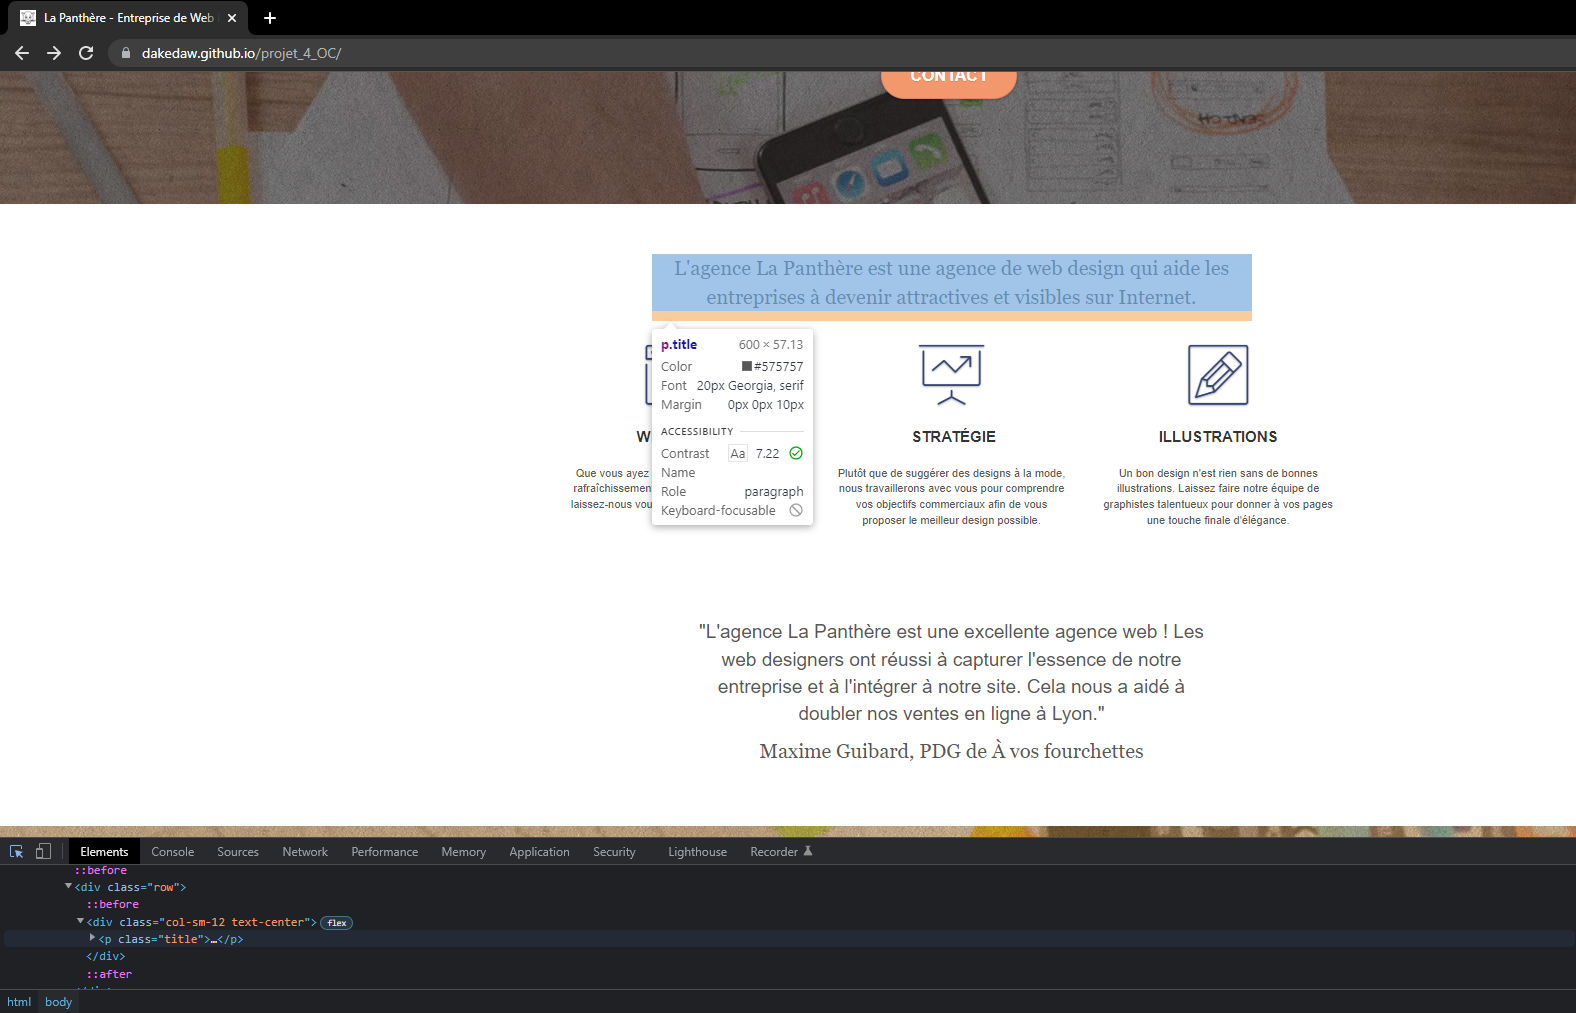 La Panthère - Entreprise de Web
dakedaw.github.io/projet_4_OC/
CONTACT
L'agence La Panthère est une agence de web design qui aide les
entreprises à devenir attractives et visibles sur Internet.
p.title 600 × 57.13
Color #575757
Font 20px Georgia, serif
Margin 0px 0px 10px
ACCESSIBILITY
Contrast Aa 7.22
Name
Role paragraph
Keyboard-focusable
W
Que vous ayez
rafraîchissemen
laissez-nous vou
STRATÉGIE
Plutôt que de suggérer des designs à la mode,
nous travaillerons avec vous pour comprendre
vos objectifs commerciaux afin de vous
proposer le meilleur design possible.
ILLUSTRATIONS
Un bon design n'est rien sans de bonnes
illustrations. Laissez faire notre équipe de
graphistes talentueux pour donner à vos pages
une touche finale d'élégance.
"L'agence La Panthère est une excellente agence web ! Les
web designers ont réussi à capturer l'essence de notre
entreprise et à l'intégrer à notre site. Cela nous a aidé à
doubler nos ventes en ligne à Lyon."
Maxime Guibard, PDG de À vos fourchettes
Elements Console Sources Network Performance Memory Application Security Lighthouse Recorder
::before
<div class="row">
::before
<div class="col-sm-12 text-center"> flex
<p class="title">…</p>
</div>
::after
html body